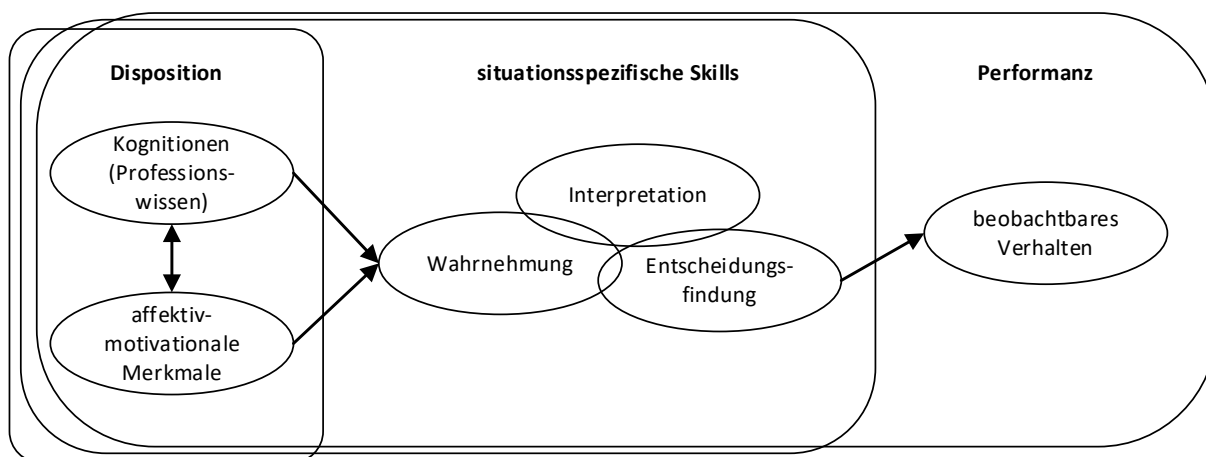 Disposition
situationsspezifische Skills
Performanz
Kognitionen
(Professions-
wissen)
Interpretation
beobachtbares
Verhalten
Wahrnehmung
Entscheidungs-
findung
affektiv-
motivationale
Merkmale